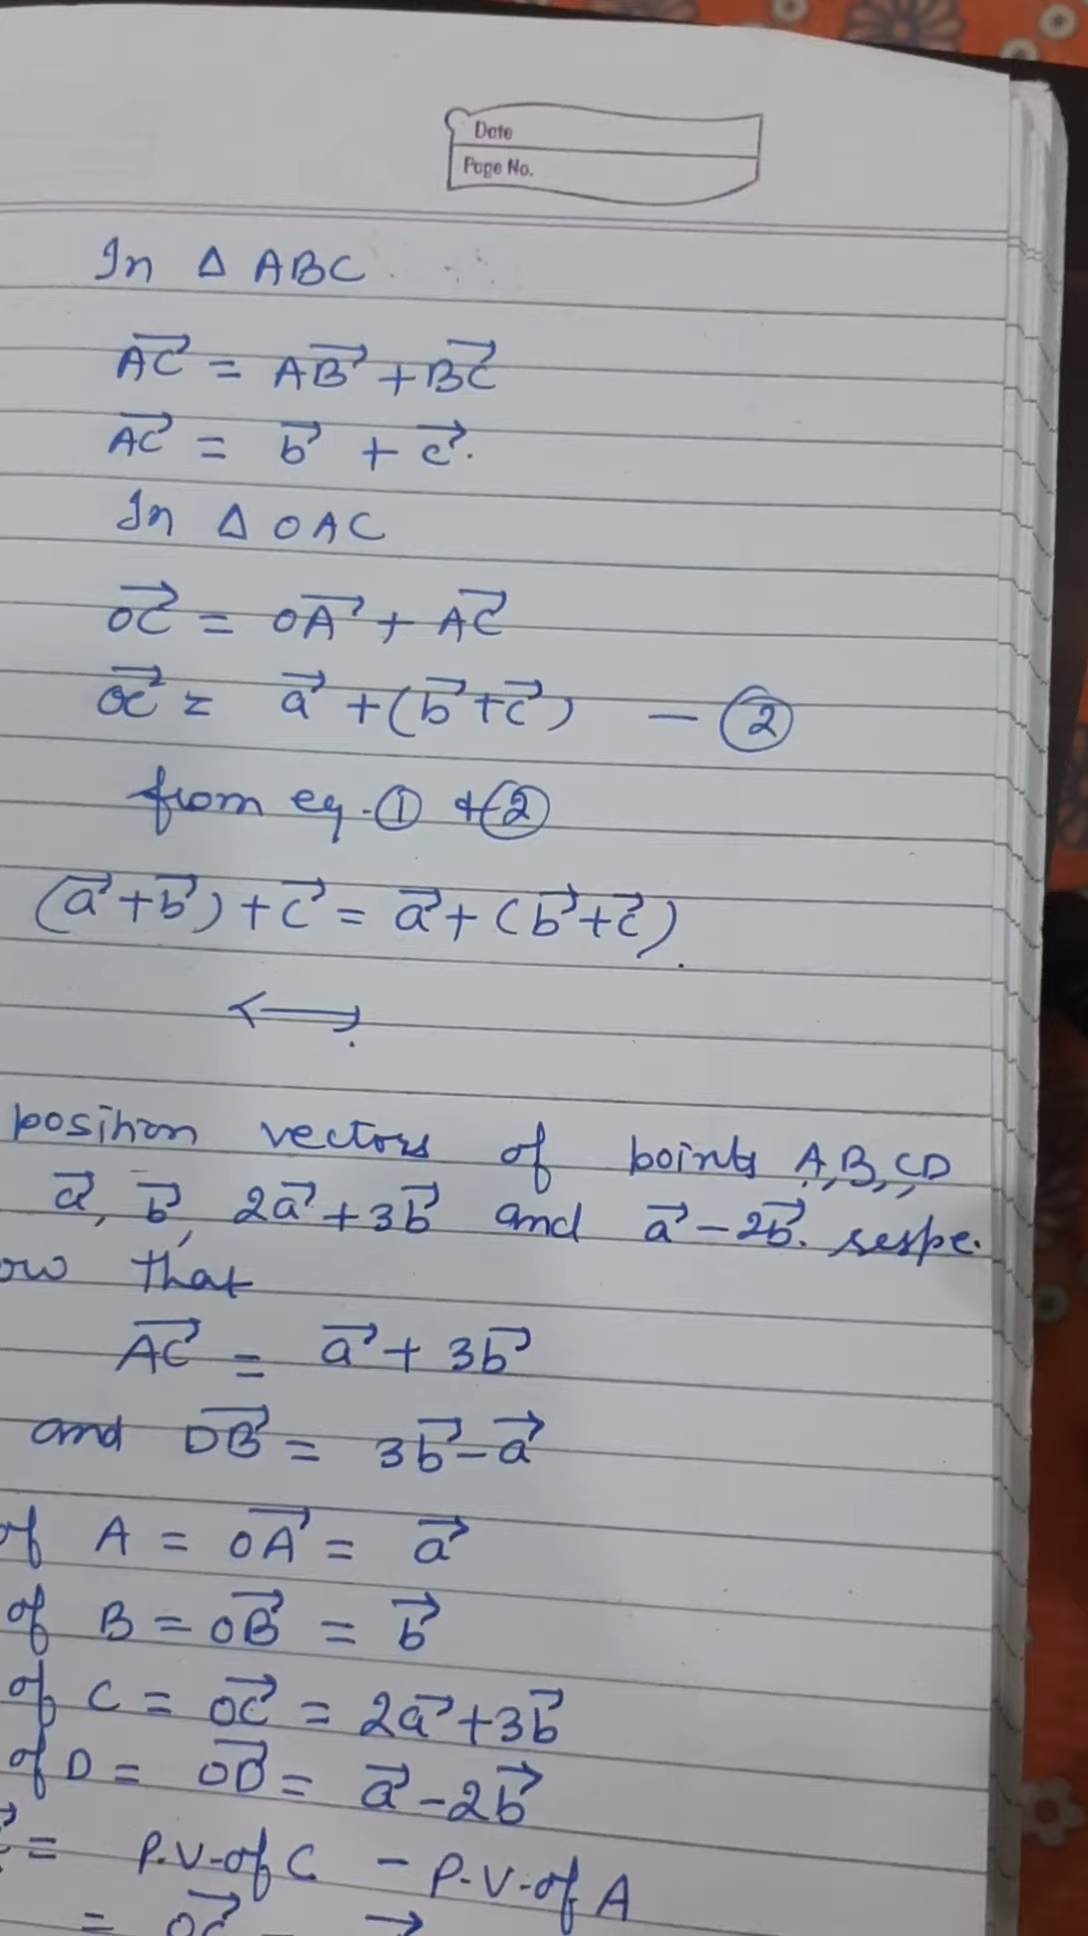 Date
Page No.
In Δ ABC
AC⃗ = AB⃗ + BC⃗
AC⃗ = b⃗ + c⃗.
In Δ OAC
OC⃗ = OA⃗ + AC⃗
OC⃗ = a⃗ + (b⃗ + c⃗) — ②
from eq. ① & ②
(a⃗ + b⃗) + c⃗ = a⃗ + (b⃗ + c⃗).
position vectors of points A, B, C, D
a⃗, b⃗, 2a⃗ + 3b⃗ and a⃗ - 2b⃗. respe.
ow that
AC⃗ = a⃗ + 3b⃗
and DB⃗ = 3b⃗ - a⃗
of A = OA⃗ = a⃗
of B = OB⃗ = b⃗
of C = OC⃗ = 2a⃗ + 3b⃗
of D = OD⃗ = a⃗ - 2b⃗
= P.V. of C - P.V. of A
= OC⃗ -